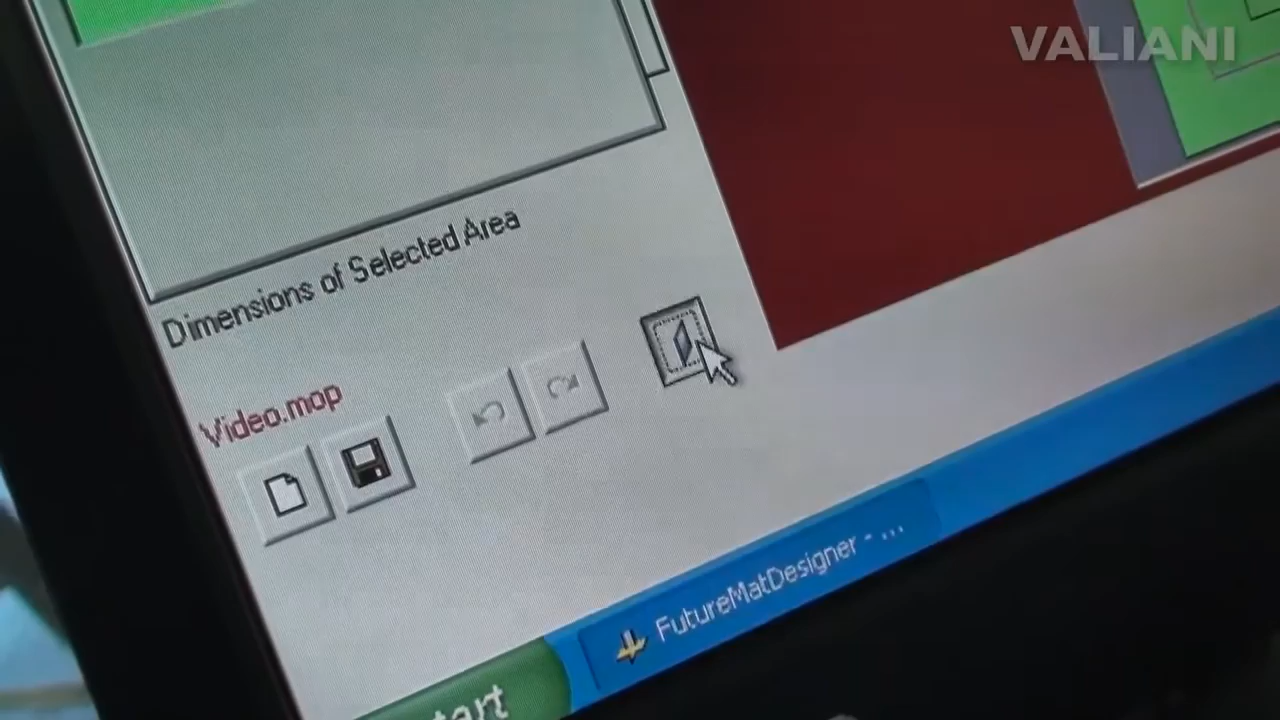 VALIANI
Dimensions of Selected Area
Video.mop
FutureMatDesigner - ...
tart